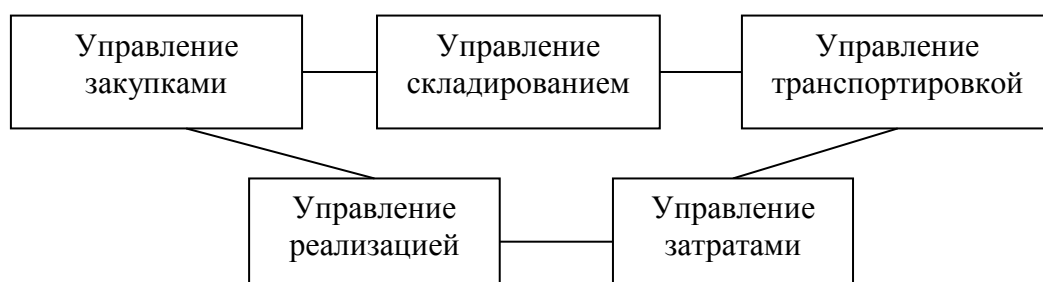 Управление
закупками
Управление
складированием
Управление
транспортировкой
Управление
реализацией
Управление
затратами